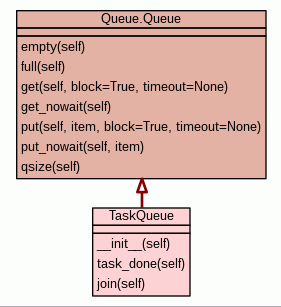 Queue.Queue
empty(self)
full(self)
get(self, block=True, timeout=None)
get_nowait(self)
put(self, item, block=True, timeout=None)
put_nowait(self, item)
qsize(self)
TaskQueue
__init__(self)
task_done(self)
join(self)